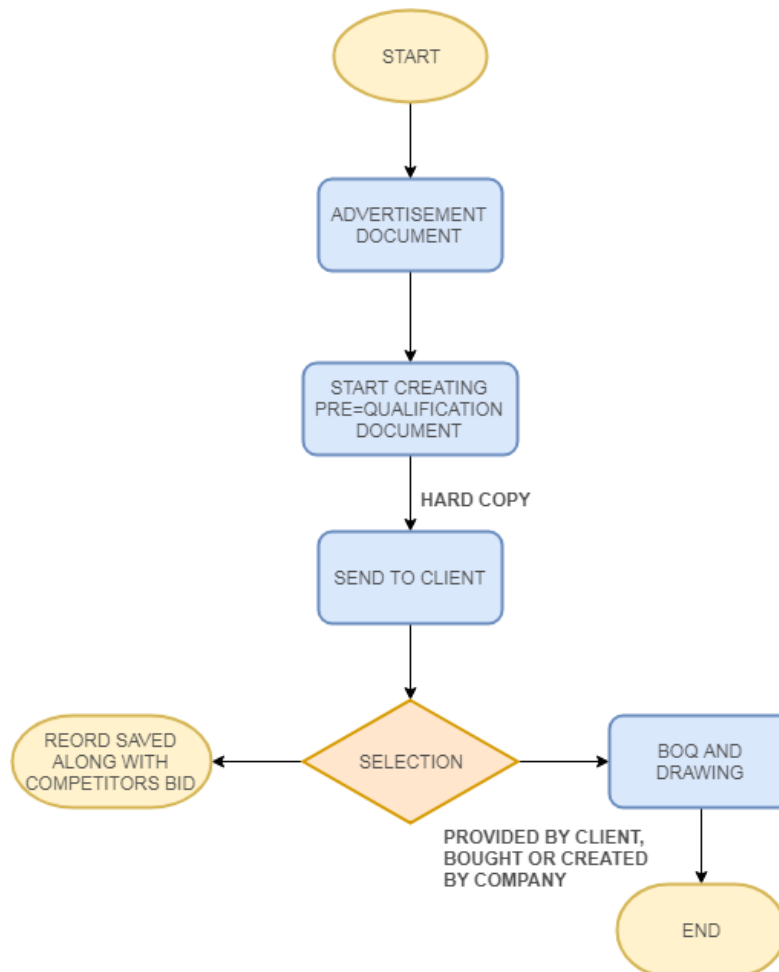 START
ADVERTISEMENT
DOCUMENT
START CREATING
PRE=QUALIFICATION
DOCUMENT
HARD COPY
SEND TO CLIENT
REORD SAVED
ALONG WITH
COMPETITORS BID
SELECTION
BOQ AND
DRAWING
PROVIDED BY CLIENT,
BOUGHT OR CREATED
BY COMPANY
END